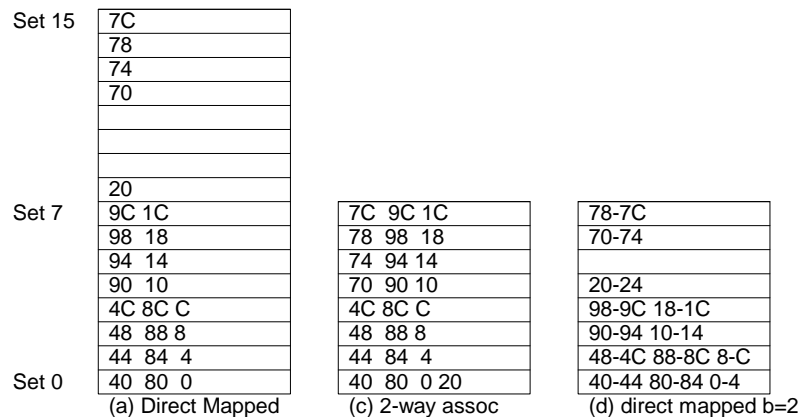 Set 15 7C
78
74
70
20
Set 7 9C 1C 7C 9C 1C 78-7C
98 18 78 98 18 70-74
94 14 74 94 14
90 10 70 90 10 20-24
4C 8C C 4C 8C C 98-9C 18-1C
48 88 8 48 88 8 90-94 10-14
44 84 4 44 84 4 48-4C 88-8C 8-C
Set 0 40 80 0 40 80 0 20 40-44 80-84 0-4
(a) Direct Mapped (c) 2-way assoc (d) direct mapped b=2